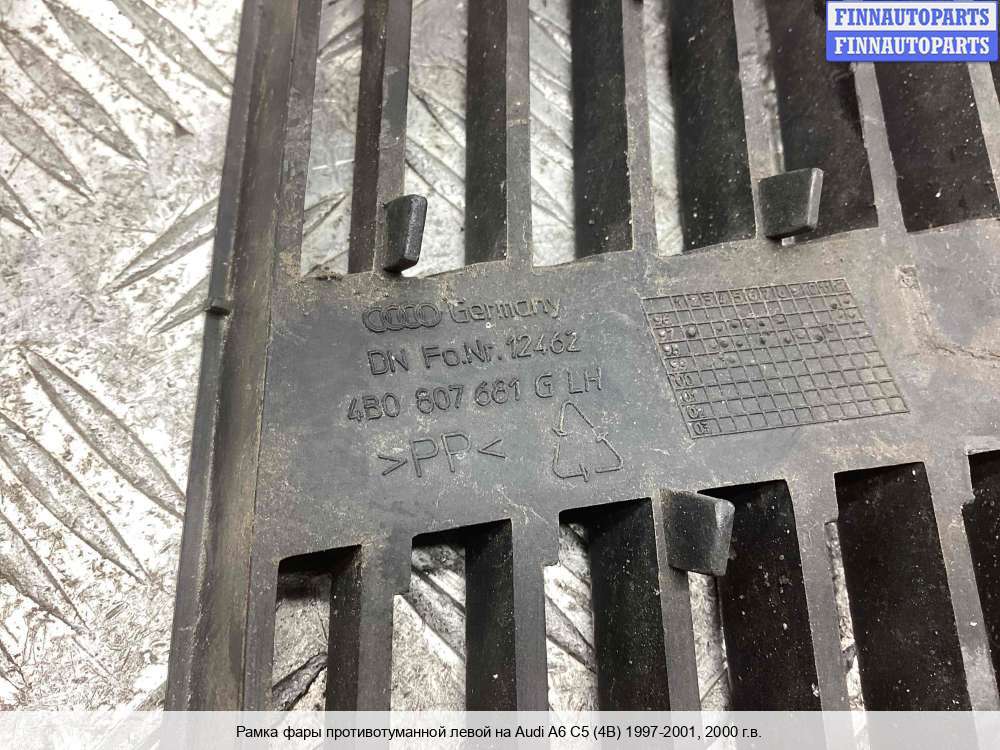 FINNAUTOPARTS
FINNAUTOPARTS
Germany
DN Fo.Nr. 12462
4B0 807 681 G LH
>PP<
Рамка фары противотуманной левой на Audi A6 C5 (4B) 1997-2001, 2000 г.в.